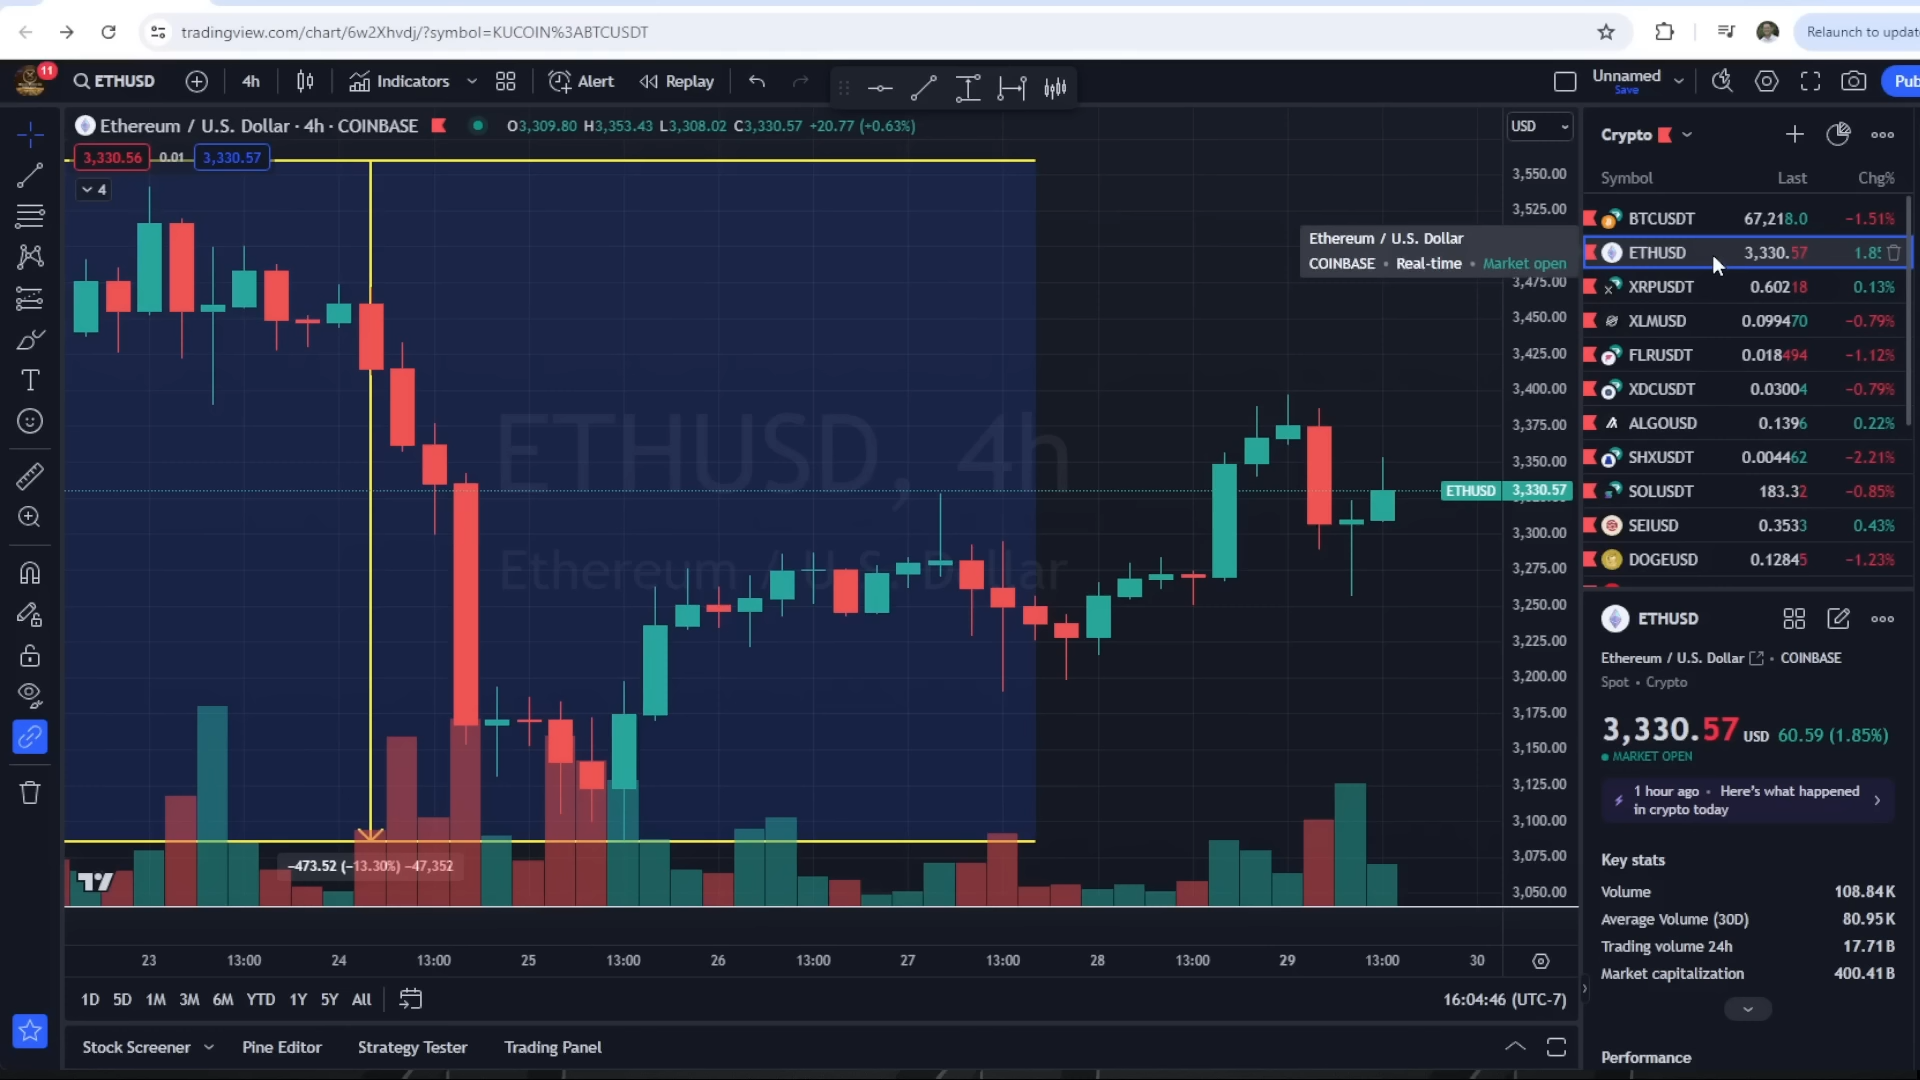 tradingview.com/chart/6w2Xhvdj/?symbol=KUCOIN%3ABTCUSDT
Relaunch to update
11
ETHUSD
4h
Indicators
Alert
Replay
Unnamed
Save
Pub
Ethereum / U.S. Dollar · 4h · COINBASE
O3,309.80 H3,353.43 L3,308.02 C3,330.57 +20.77 (+0.63%)
3,330.56
0.01
3,330.57
4
USD
ETHUSD, 4h
Ethereum / U.S. Dollar
−473.52 (−13.30%) −47,352
Ethereum / U.S. Dollar
COINBASE • Real-time • Market open
3,550.00
3,525.00
3,475.00
3,450.00
3,425.00
3,400.00
3,375.00
3,350.00
ETHUSD 3,330.57
3,300.00
3,275.00
3,250.00
3,225.00
3,200.00
3,175.00
3,150.00
3,125.00
3,100.00
3,075.00
3,050.00
23
13:00
24
13:00
25
13:00
26
13:00
27
13:00
28
13:00
29
13:00
30
1D 5D 1M 3M 6M YTD 1Y 5Y All
16:04:46 (UTC-7)
Stock Screener
Pine Editor
Strategy Tester
Trading Panel
Crypto
Symbol Last Chg%
BTCUSDT 67,218.0 −1.51%
ETHUSD 3,330.57 1.85
XRPUSDT 0.60218 0.13%
XLMUSD 0.099470 −0.79%
FLRUSDT 0.018494 −1.12%
XDCUSDT 0.03004 −0.79%
ALGOUSD 0.1396 0.22%
SHXUSDT 0.004462 −2.21%
SOLUSDT 183.32 −0.85%
SEIUSD 0.3533 0.43%
DOGEUSD 0.12845 −1.23%
ETHUSD
Ethereum / U.S. Dollar • COINBASE
Spot • Crypto
3,330.57 USD 60.59 (1.85%)
MARKET OPEN
1 hour ago • Here's what happened
in crypto today
Key stats
Volume 108.84K
Average Volume (30D) 80.95K
Trading volume 24h 17.71B
Market capitalization 400.41B
Performance